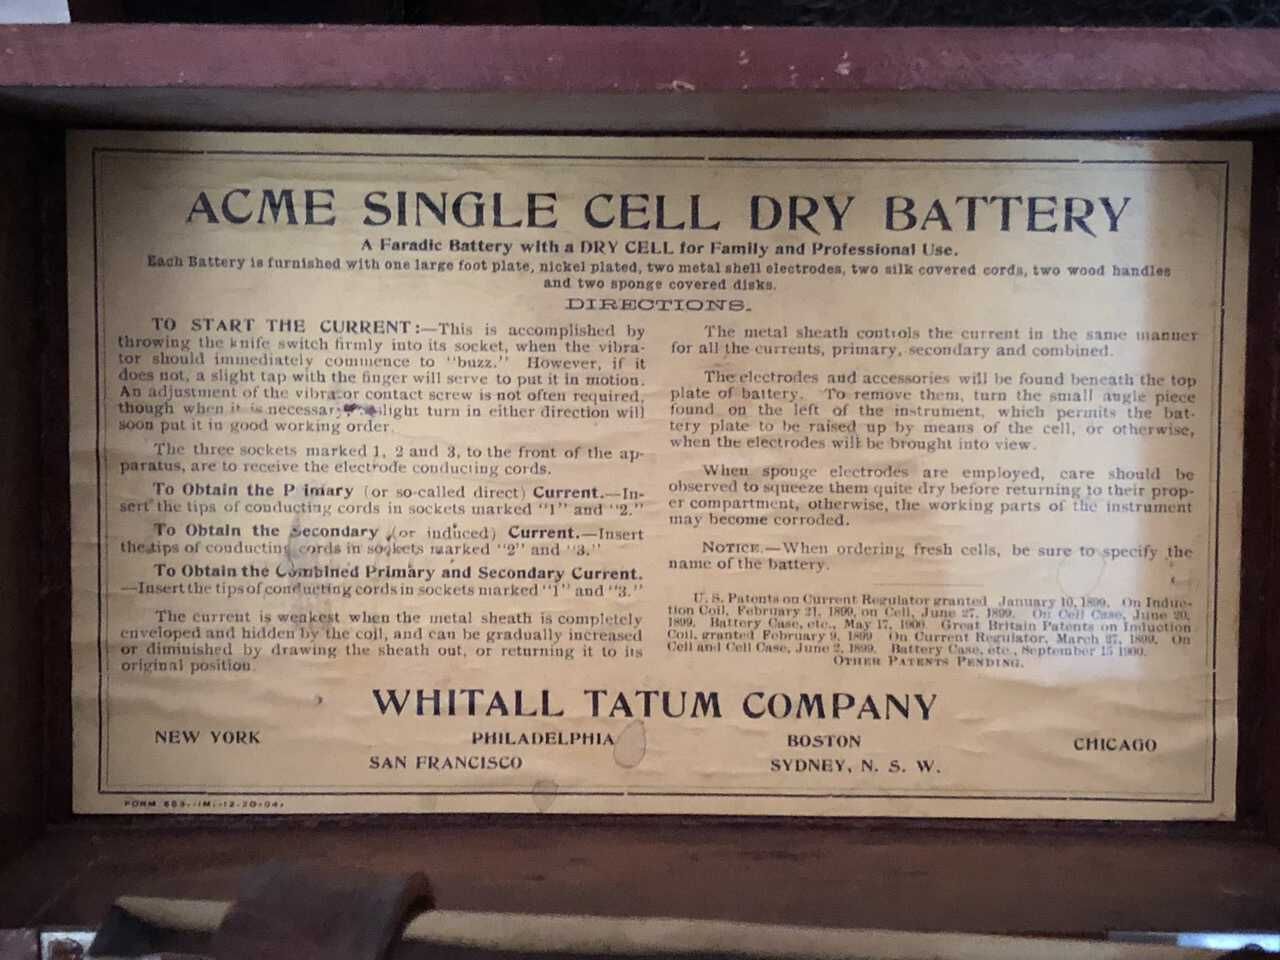 ACME SINGLE CELL DRY BATTERY
A Faradic Battery with a DRY CELL for Family and Professional Use.
Each Battery is furnished with one large foot plate, nickel plated, two metal shell electrodes, two silk covered cords, two wood handles
and two sponge covered disks.
DIRECTIONS.
TO START THE CURRENT:—This is accomplished by
throwing the knife switch firmly into its socket, when the vibra-
tor should immediately commence to "buzz." However, if it
does not, a slight tap with the finger will serve to put it in motion.
An adjustment of the vibrator contact screw is not often required,
though when it is necessary slight turn in either direction will
soon put it in good working order.
The three sockets marked 1, 2 and 3, to the front of the ap-
paratus, are to receive the electrode conducting cords.
To Obtain the P imary (or so-called direct) Current.—In-
sert the tips of conducting cords in sockets marked "1" and "2."
To Obtain the Secondary (or induced) Current.—Insert
the tips of conducting cords in sockets marked "2" and "3."
To Obtain the Combined Primary and Secondary Current.
—Insert the tips of conducting cords in sockets marked "1" and "3."
The current is weakest when the metal sheath is completely
enveloped and hidden by the coil, and can be gradually increased
or diminished by drawing the sheath out, or returning it to its
original position.
The metal sheath controls the current in the same manner
for all the currents, primary, secondary and combined.
The electrodes and accessories will be found beneath the top
plate of battery. To remove them, turn the small angle piece
found on the left of the instrument, which permits the bat-
tery plate to be raised up by means of the cell, or otherwise,
when the electrodes will be brought into view.
When sponge electrodes are employed, care should be
observed to squeeze them quite dry before returning to their prop-
er compartment, otherwise, the working parts of the instrument
may become corroded.
NOTICE.—When ordering fresh cells, be sure to specify the
name of the battery.
U. S. Patents on Current Regulator granted January 10, 1899. On Induc-
tion Coil, February 21, 1899, on Cell, June 27, 1899. On Cell Case, June 20,
1899. Battery Case, etc., May 17, 1900. Great Britain Patents on Induction
Coil, granted February 9, 1899 On Current Regulator, March 27, 1899. On
Cell and Cell Case, June 2, 1899. Battery Case, etc., September 15 1900.
OTHER PATENTS PENDING.
WHITALL TATUM COMPANY
NEW YORK PHILADELPHIA BOSTON CHICAGO
SAN FRANCISCO SYDNEY, N. S. W.
FORM 12-20-04